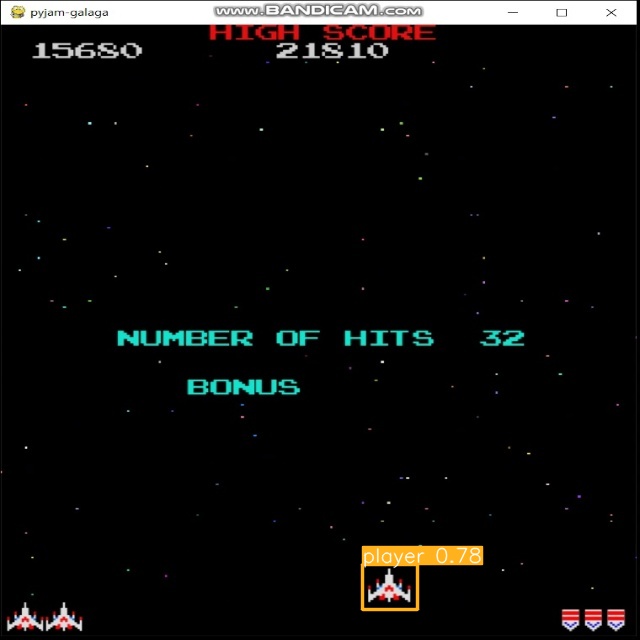 pyjam-galaga
www.BANDICAM.com
HIGH SCORE
15680 21810
NUMBER OF HITS 32
BONUS
player 0.78